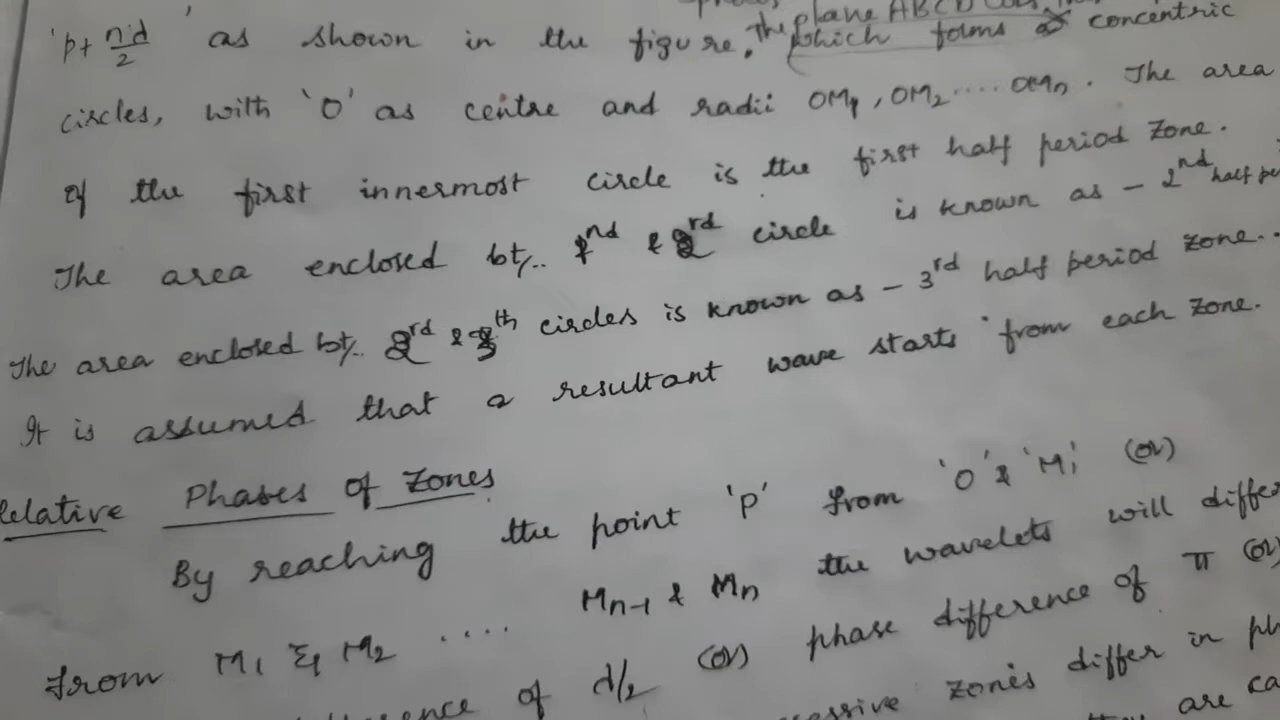 the plane ABCD
'p + nd/2' as shown in the figure, which forms concentric
circles, with 'O' as centre and radii OM1, OM2 .... OMn. The area
of the first innermost circle is the first half period zone.
The area enclosed bt/.. 1nd & 2rd circle is known as - 2nd half pe
The area enclosed bt/.. 2rd & 3th circles is known as - 3rd half period zone..
It is assumed that a resultant wave starts from each zone.
Relative Phases of Zones
By reaching the point 'P' from 'O' & 'M1' (or)
from M1 & M2 .... Mn-1 & Mn the wavelets will differ
of d/2 (or) phase difference of π (or)
zones differ in ph
are ca